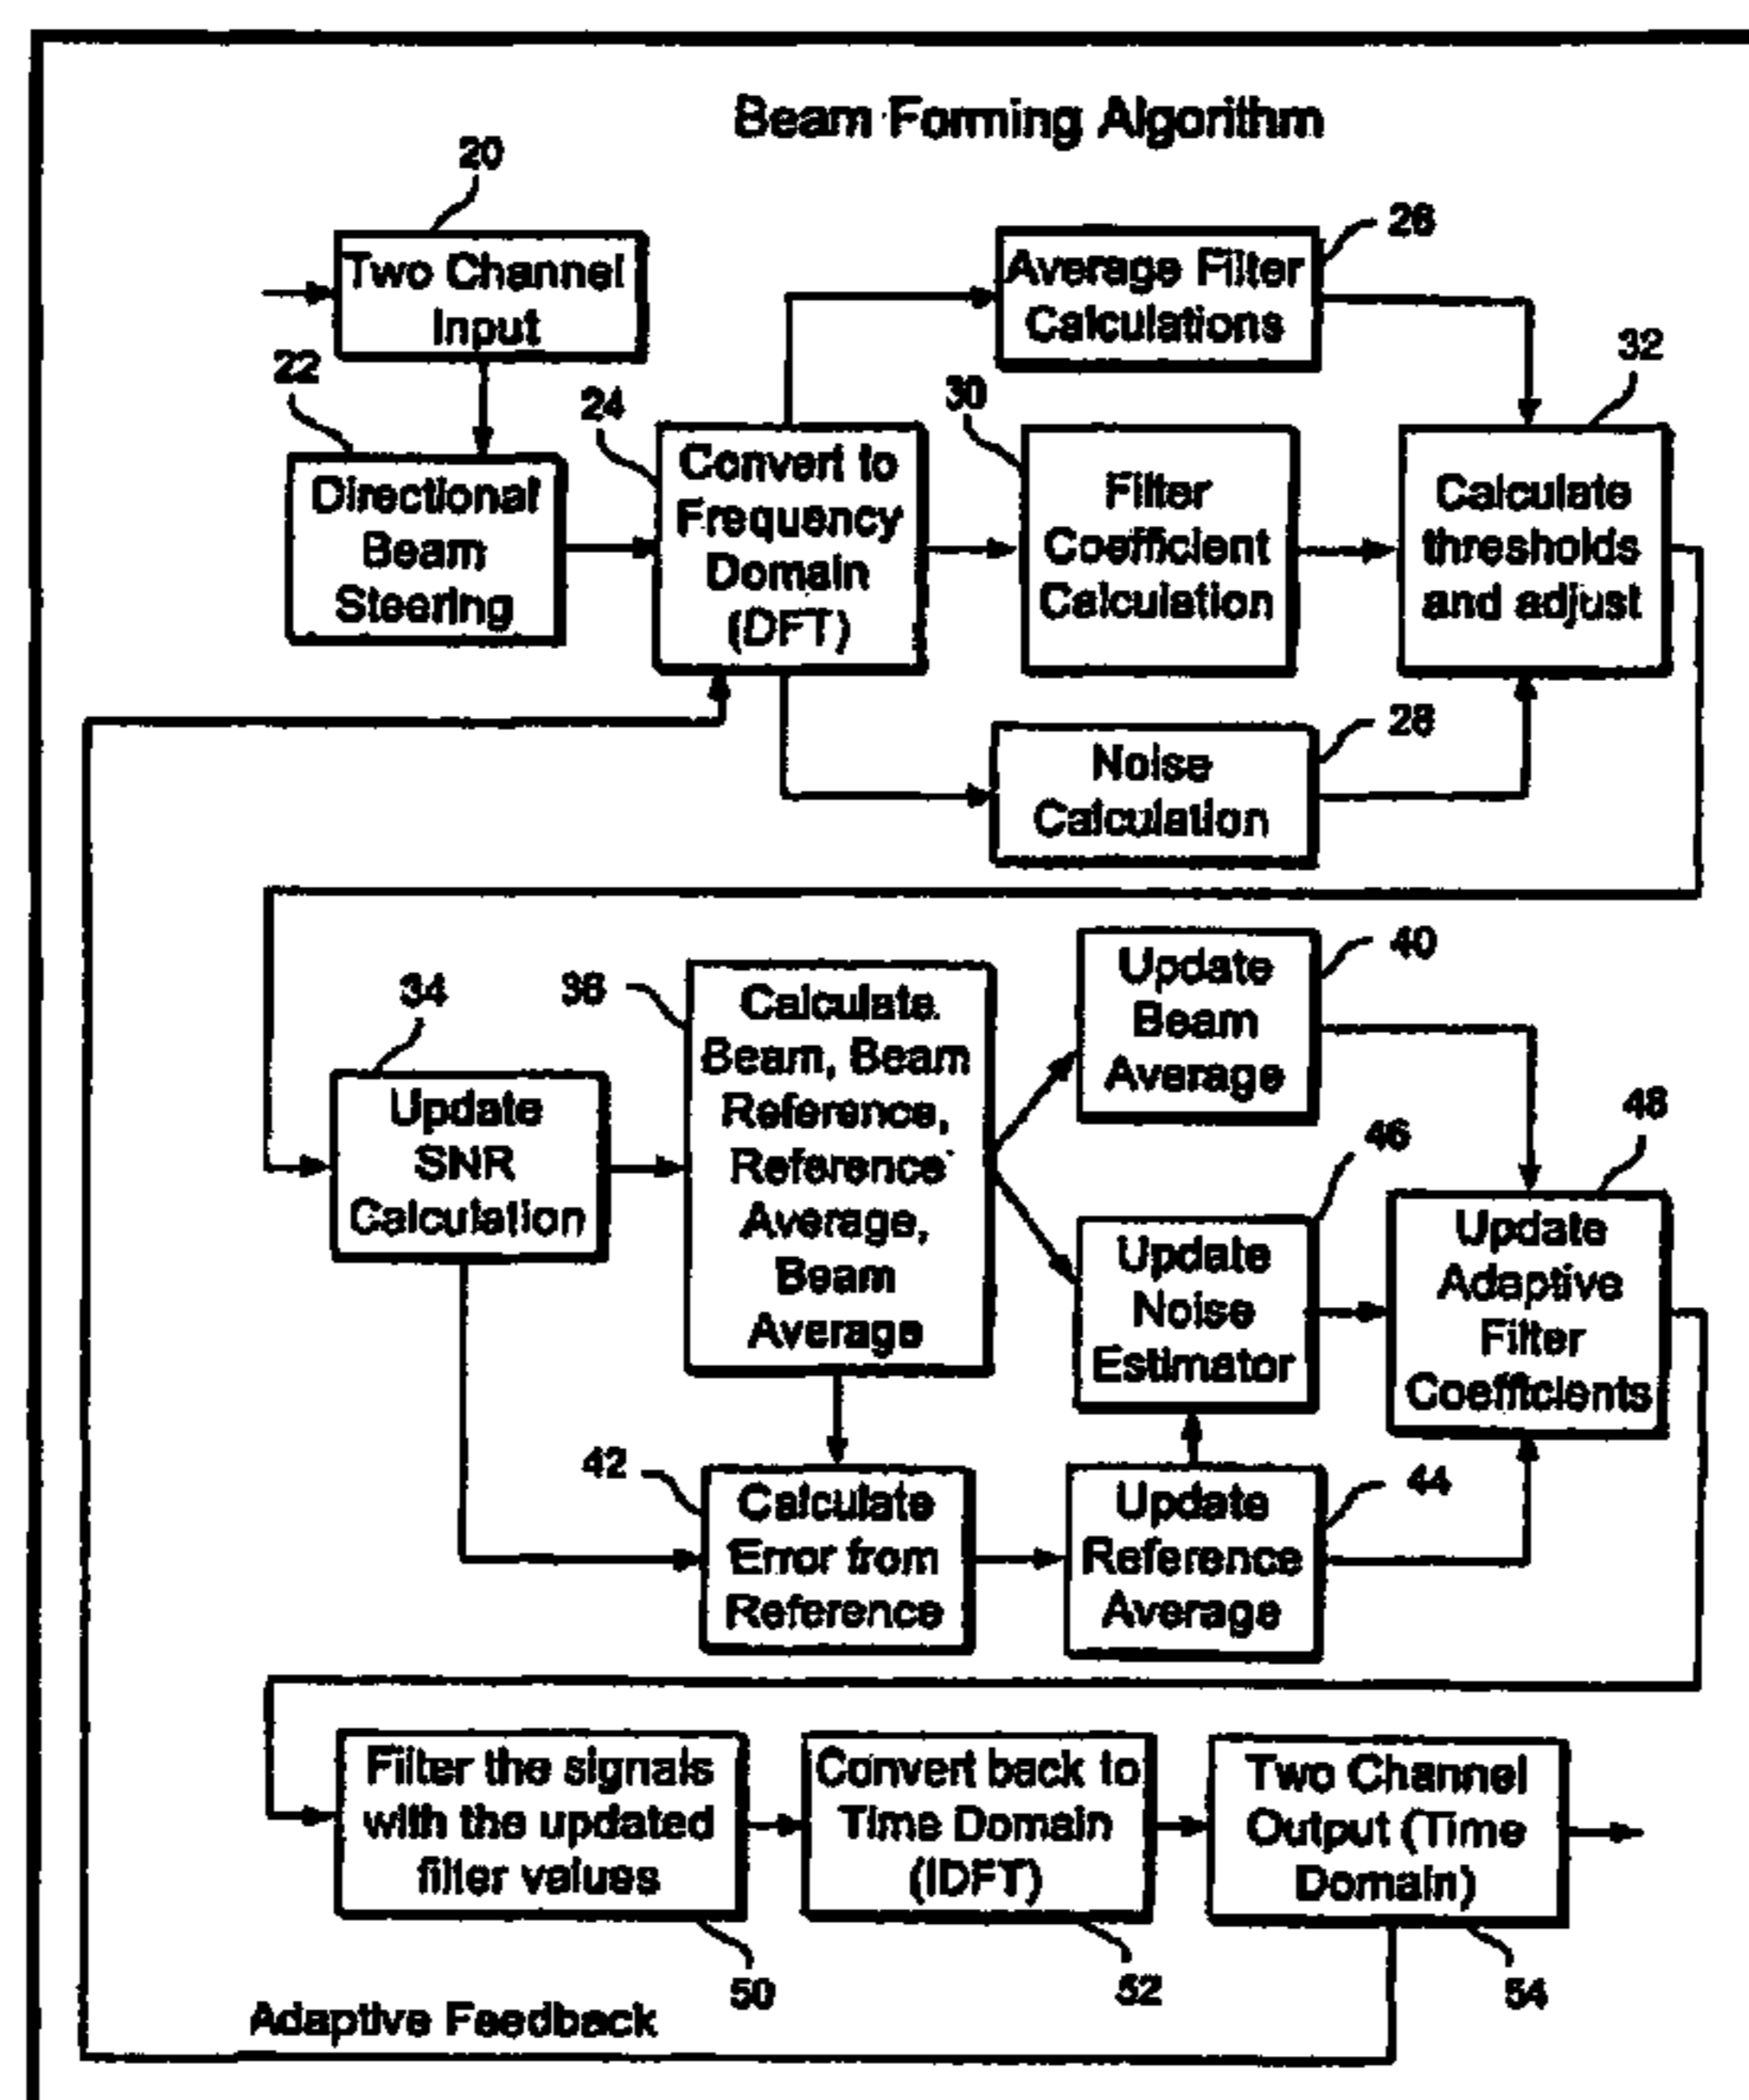 Beam Forming Algorithm
20
Two Channel
Input
22
Directional
Beam
Steering
24
Convert to
Frequency
Domain
(DFT)
26
Average Filter
Calculations
30
Filter
Coefficient
Calculation
28
Noise
Calculation
32
Calculate
thresholds
and adjust
34
Update
SNR
Calculation
38
Calculate
Beam, Beam
Reference,
Reference
Average,
Beam
Average
40
Update
Beam
Average
42
Calculate
Error from
Reference
44
Update
Reference
Average
46
Update
Noise
Estimator
48
Update
Adaptive
Filter
Coefficients
Filter the signals
with the updated
filter values
50
Convert back to
Time Domain
(IDFT)
52
Two Channel
Output (Time
Domain)
54
Adaptive Feedback